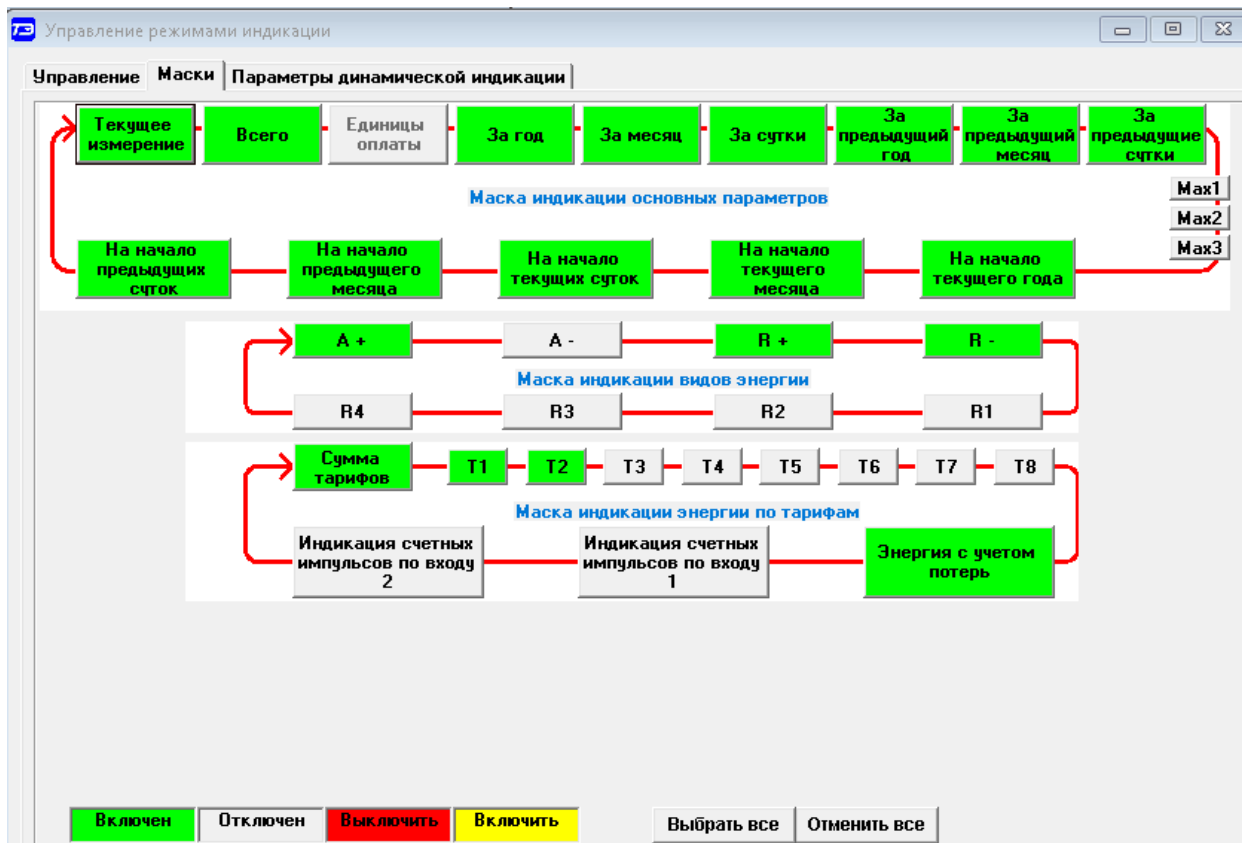 ТЭ Управление режимами индикации
Управление Маски Параметры динамической индикации
Текущее
измерение
Всего
Единицы
оплаты
За год
За месяц
За сутки
За
предыдущий
год
За
предыдущий
месяц
За
предыдущие
сутки
Маска индикации основных параметров
Max1
Max2
Max3
На начало
предыдущих
суток
На начало
предыдущего
месяца
На начало
текущих суток
На начало
текущего
месяца
На начало
текущего года
A + A - R + R -
Маска индикации видов энергии
R4 R3 R2 R1
Сумма
тарифов
T1 T2 T3 T4 T5 T6 T7 T8
Маска индикации энергии по тарифам
Индикация счетных
импульсов по входу
2
Индикация счетных
импульсов по входу
1
Энергия с учетом
потерь
Включен Отключен Выключить Включить Выбрать все Отменить все